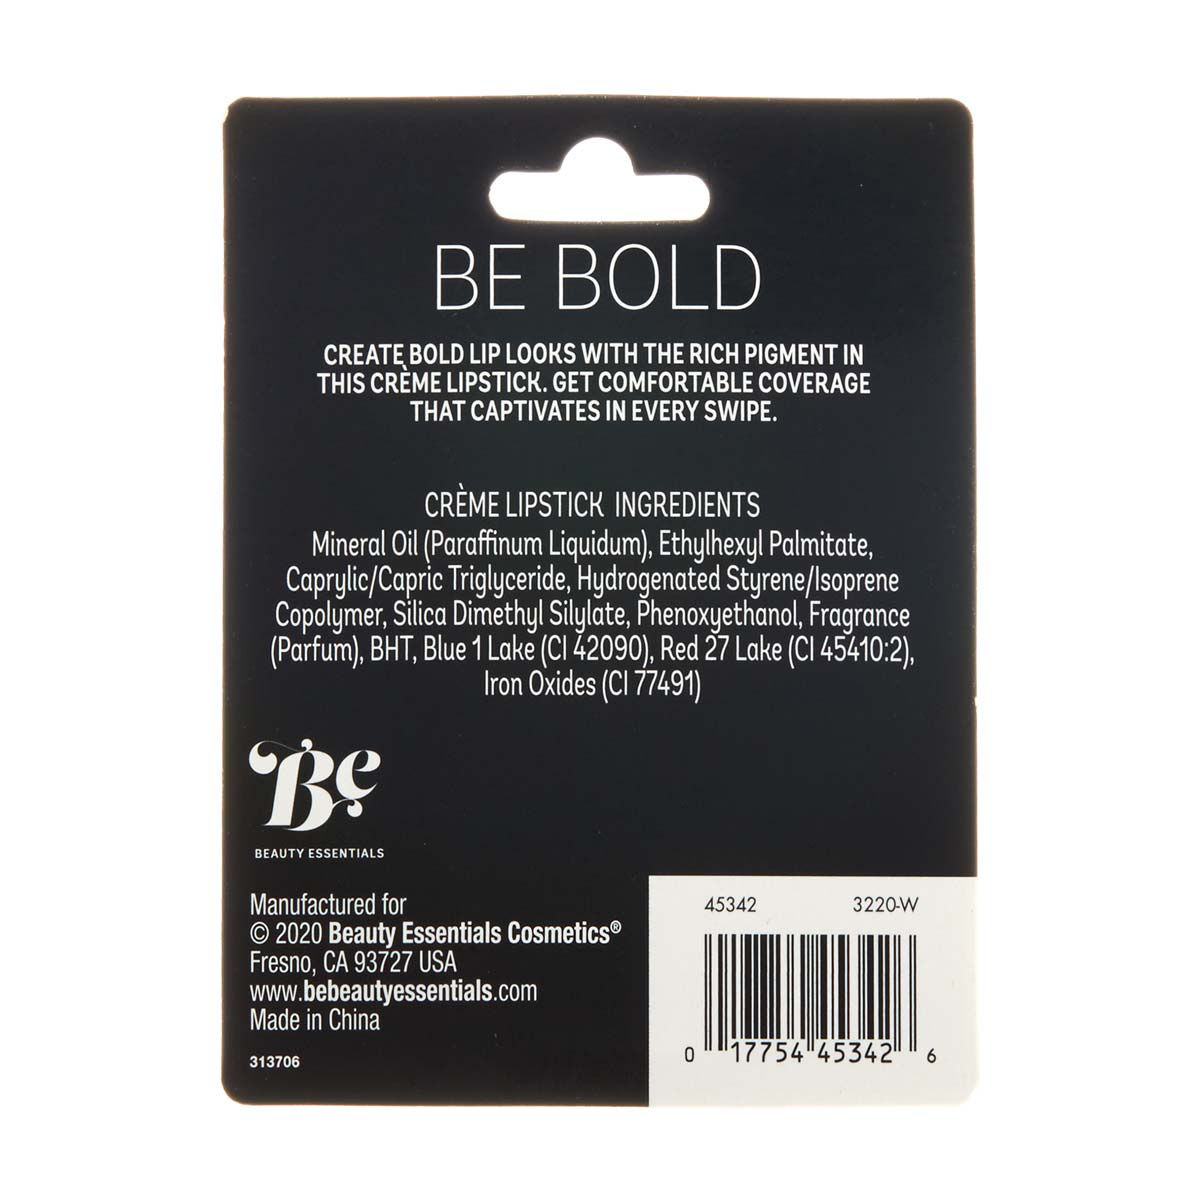 BE BOLD
CREATE BOLD LIP LOOKS WITH THE RICH PIGMENT IN
THIS CRÈME LIPSTICK. GET COMFORTABLE COVERAGE
THAT CAPTIVATES IN EVERY SWIPE.
CRÈME LIPSTICK INGREDIENTS
Mineral Oil (Paraffinum Liquidum), Ethylhexyl Palmitate,
Caprylic/Capric Triglyceride, Hydrogenated Styrene/Isoprene
Copolymer, Silica Dimethyl Silylate, Phenoxyethanol, Fragrance
(Parfum), BHT, Blue 1 Lake (CI 42090), Red 27 Lake (CI 45410:2),
Iron Oxides (CI 77491)
Be
BEAUTY ESSENTIALS
Manufactured for
© 2020 Beauty Essentials Cosmetics®
Fresno, CA 93727 USA
www.bebeautyessentials.com
Made in China
313706
45342 3220-W
0 17754 45342 6